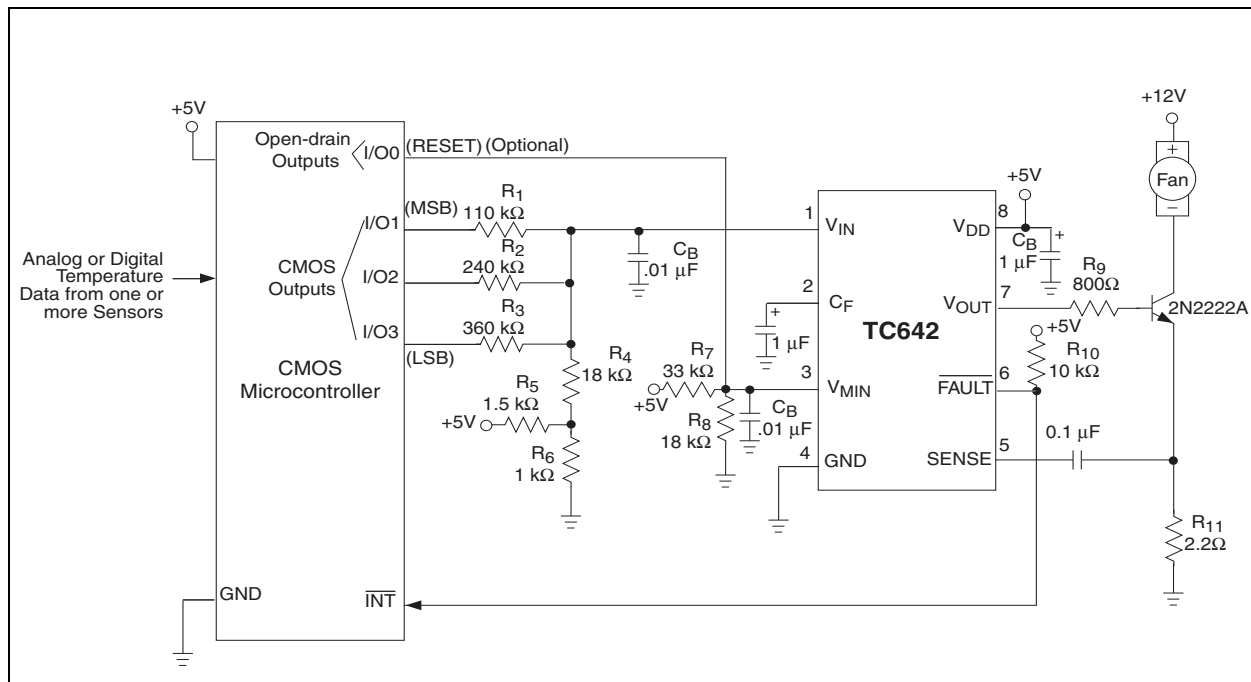 +5V
Open-drain
Outputs
I/O0
(RESET) (Optional)
(MSB)
I/O1
R1
110 kΩ
CMOS
Outputs
I/O2
R2
240 kΩ
I/O3
R3
360 kΩ
(LSB)
Analog or Digital
Temperature
Data from one or
more Sensors
CMOS
Microcontroller
GND
INT
R4
18 kΩ
R5
1.5 kΩ
+5V
R6
1 kΩ
CB
.01 µF
1 µF
+
R7
33 kΩ
+5V
R8
18 kΩ
CB
.01 µF
1
VIN
2
CF
TC642
3
VMIN
4
GND
8
VDD
7
VOUT
6
FAULT
5
SENSE
+5V
CB
1 µF
+
R9
800Ω
+5V
R10
10 kΩ
0.1 µF
+12V
+
Fan
-
2N2222A
R11
2.2Ω